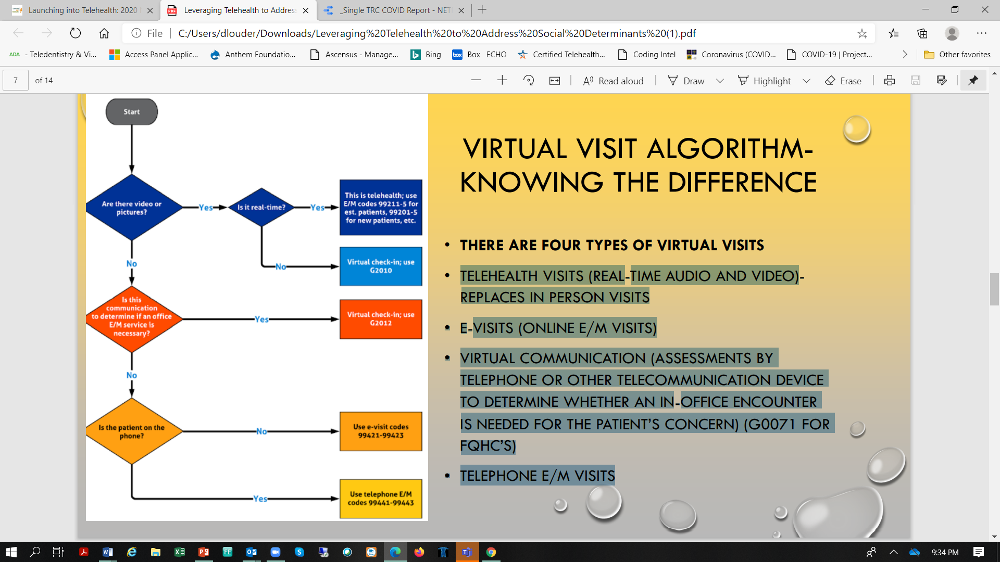 Launching into Telehealth: 2020
Leveraging Telehealth to Addres
_Single TRC COVID Report - NET
File
C:/Users/dlouder/Downloads/Leveraging%20Telehealth%20to%20Address%20Social%20Determinants%20(1).pdf
ADA - Teledentistry & Vi...
Access Panel Applic...
Anthem Foundatio...
Ascensus - Manage...
Bing
box Box
ECHO
Certified Telehealth...
Coding Intel
Coronavirus (COVID...
COVID-19 | Project...
Other favorites
7 of 14
Read aloud
Draw
Highlight
Erase
Start
Are there video or
pictures?
Yes
Is it real-time?
Yes
This is telehealth; use
E/M codes 99211-5 for
est. patients, 99201-5
for new patients, etc.
No
Virtual check-in; use
G2010
No
Is this
communication
to determine if an office
E/M service is
necessary?
Yes
Virtual check-in; use
G2012
No
Is the patient on the
phone?
No
Use e-visit codes
99421-99423
Yes
Use telephone E/M
codes 99441-99443
VIRTUAL VISIT ALGORITHM-
KNOWING THE DIFFERENCE
• THERE ARE FOUR TYPES OF VIRTUAL VISITS
• TELEHEALTH VISITS (REAL-TIME AUDIO AND VIDEO)-
REPLACES IN PERSON VISITS
• E-VISITS (ONLINE E/M VISITS)
• VIRTUAL COMMUNICATION (ASSESSMENTS BY
TELEPHONE OR OTHER TELECOMMUNICATION DEVICE
TO DETERMINE WHETHER AN IN-OFFICE ENCOUNTER
IS NEEDED FOR THE PATIENT'S CONCERN) (G0071 FOR
FQHC'S)
• TELEPHONE E/M VISITS
9:34 PM